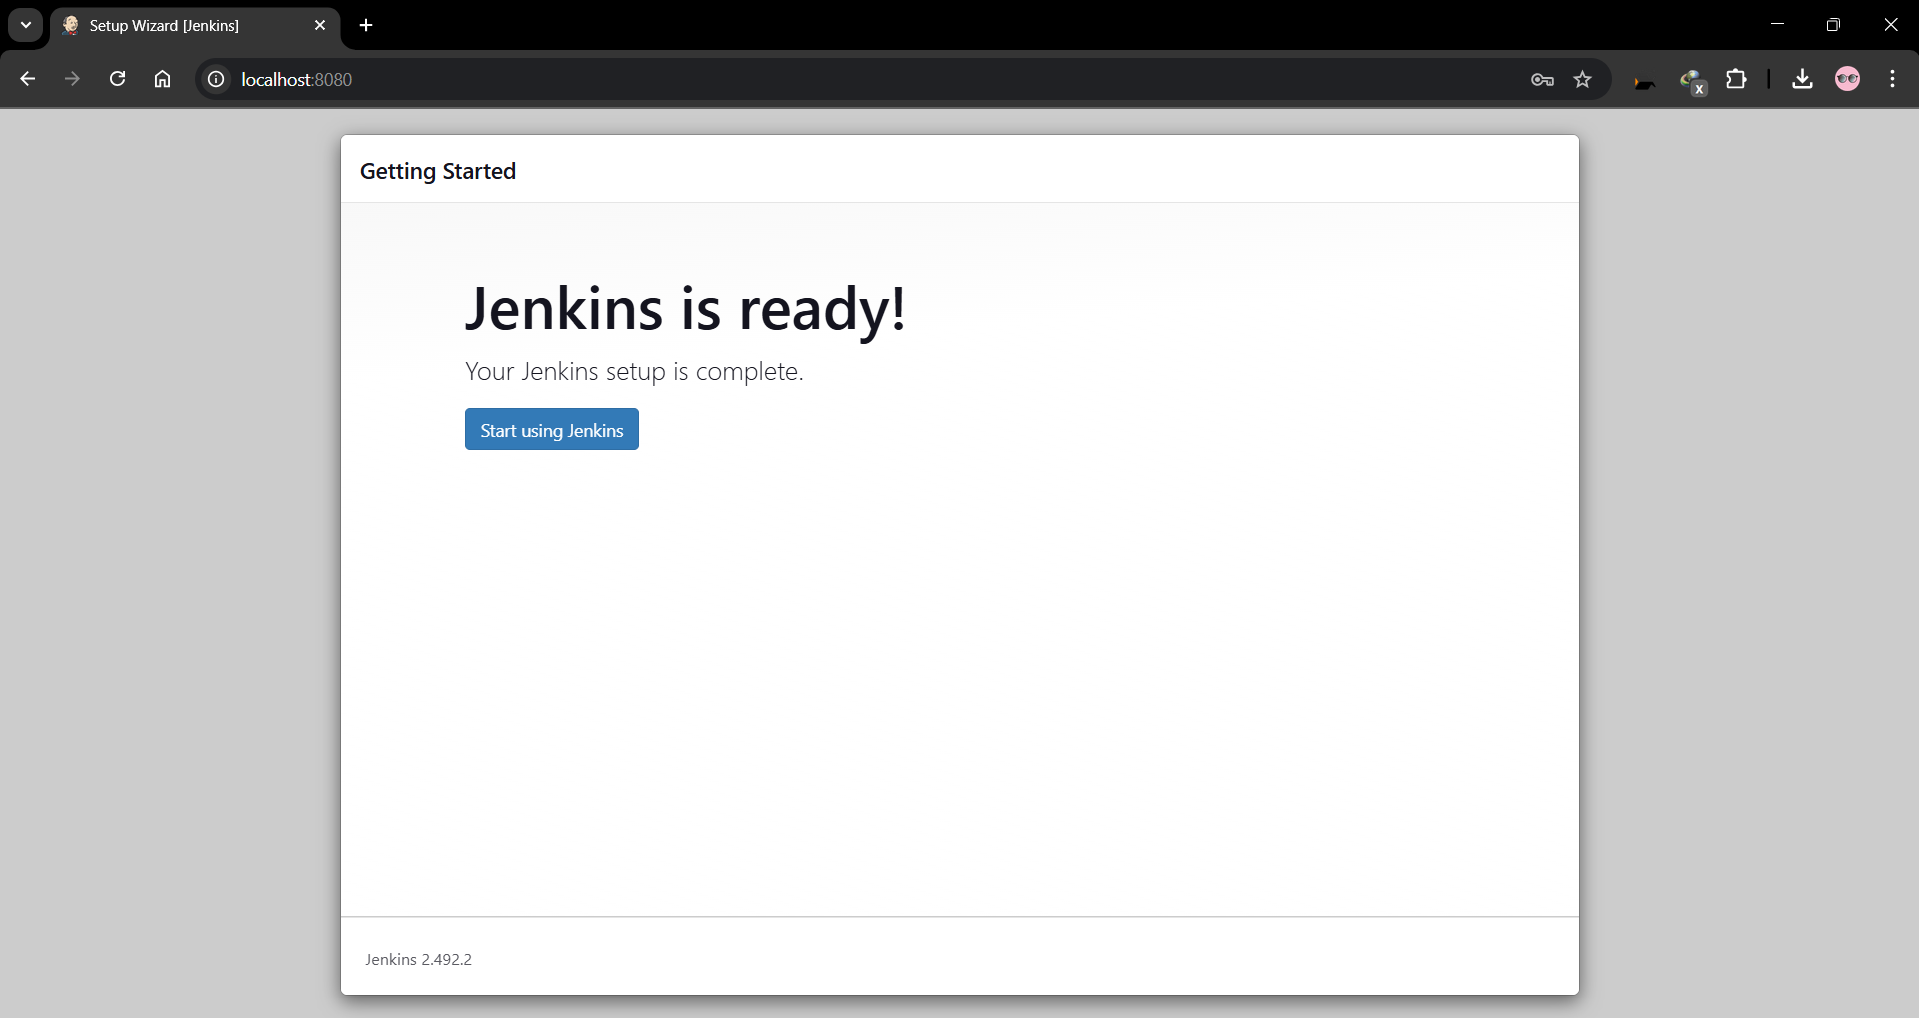 Setup Wizard [Jenkins]
localhost:8080
x
Getting Started
Jenkins is ready!
Your Jenkins setup is complete.
Start using Jenkins
Jenkins 2.492.2